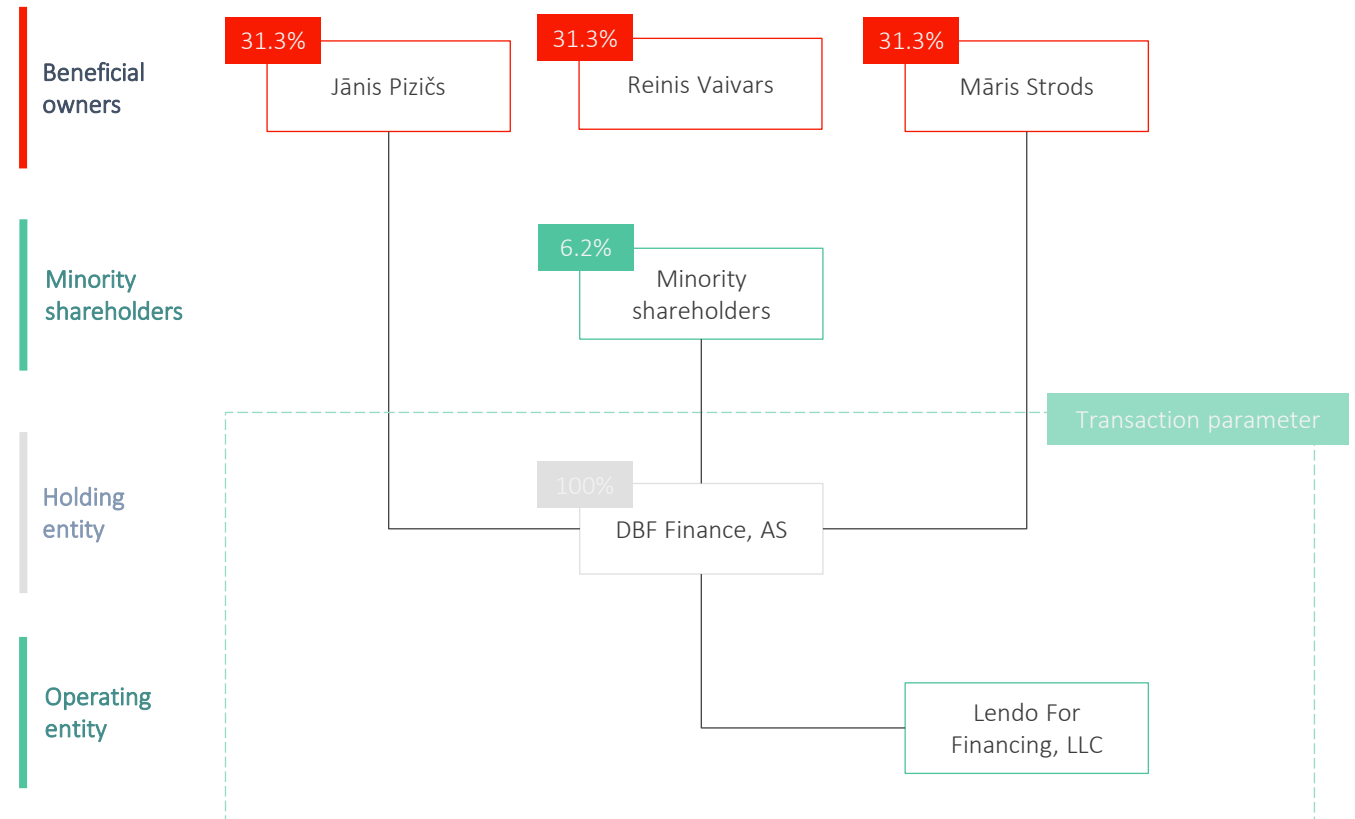 31.3%
31.3%
31.3%
Beneficial
owners
Jānis Pizičs
Reinis Vaivars
Māris Strods
6.2%
Minority
shareholders
Minority
shareholders
Transaction parameter
100%
Holding
entity
DBF Finance, AS
Operating
entity
Lendo For
Financing, LLC